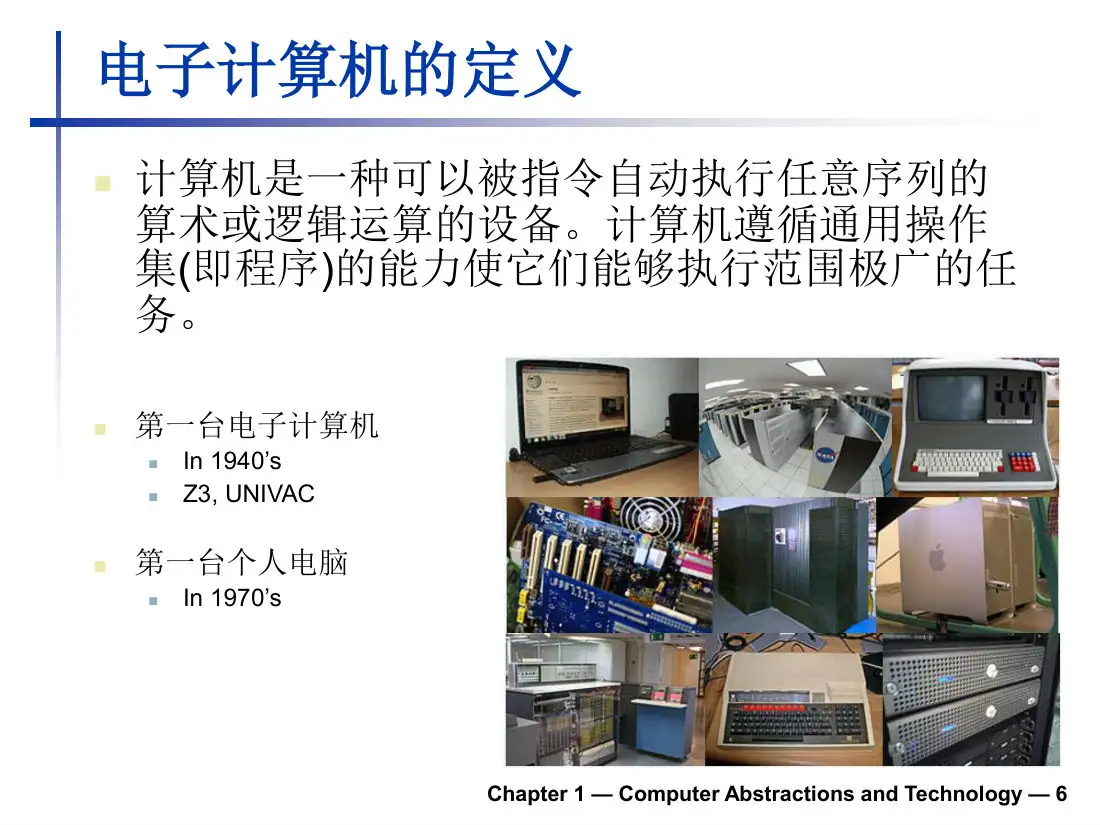 电子计算机的定义
计算机是一种可以被指令自动执行任意序列的
算术或逻辑运算的设备。计算机遵循通用操作
集(即程序)的能力使它们能够执行范围极广的任
务。
第一台电子计算机
In 1940’s
Z3, UNIVAC
第一台个人电脑
In 1970’s
NASA
Chapter 1 — Computer Abstractions and Technology — 6